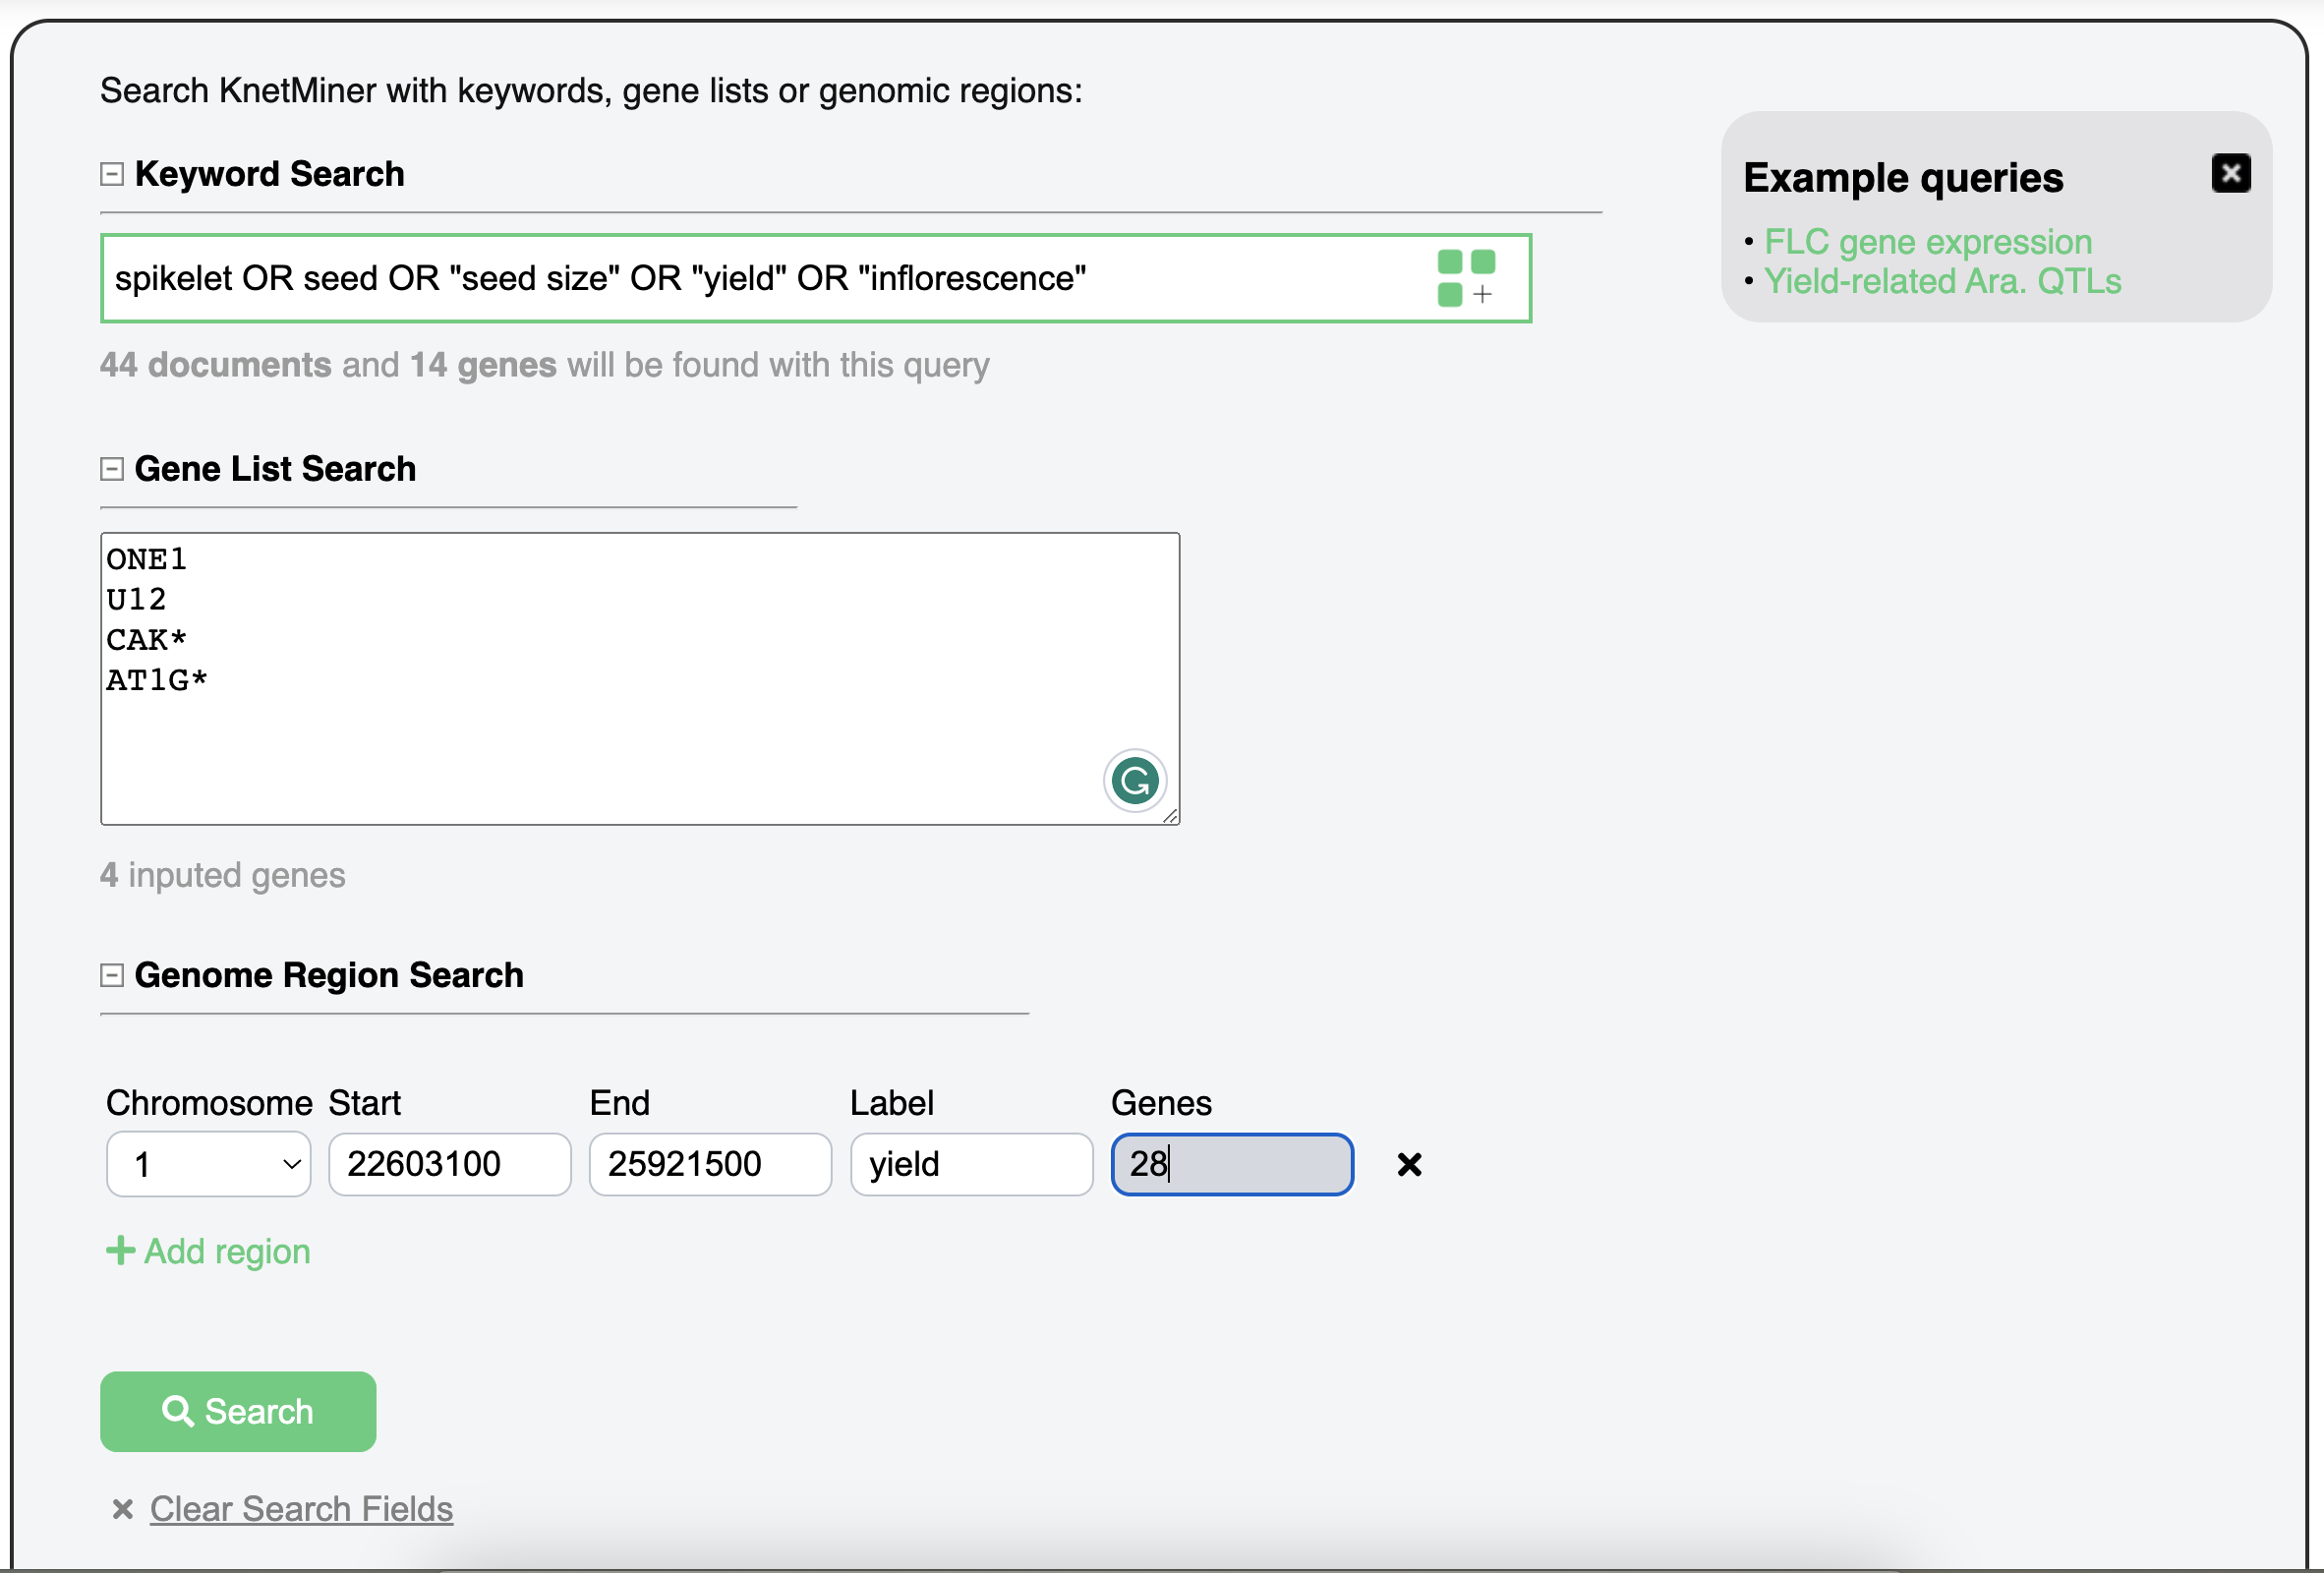 Search KnetMiner with keywords, gene lists or genomic regions:
Keyword Search
spikelet OR seed OR "seed size" OR "yield" OR "inflorescence"
44 documents and 14 genes will be found with this query
Example queries
• FLC gene expression
• Yield-related Ara. QTLs
Gene List Search
ONE1
U12
CAK*
AT1G*
4 inputed genes
Genome Region Search
Chromosome Start End Label Genes
1 22603100 25921500 yield 28
Add region
Search
Clear Search Fields